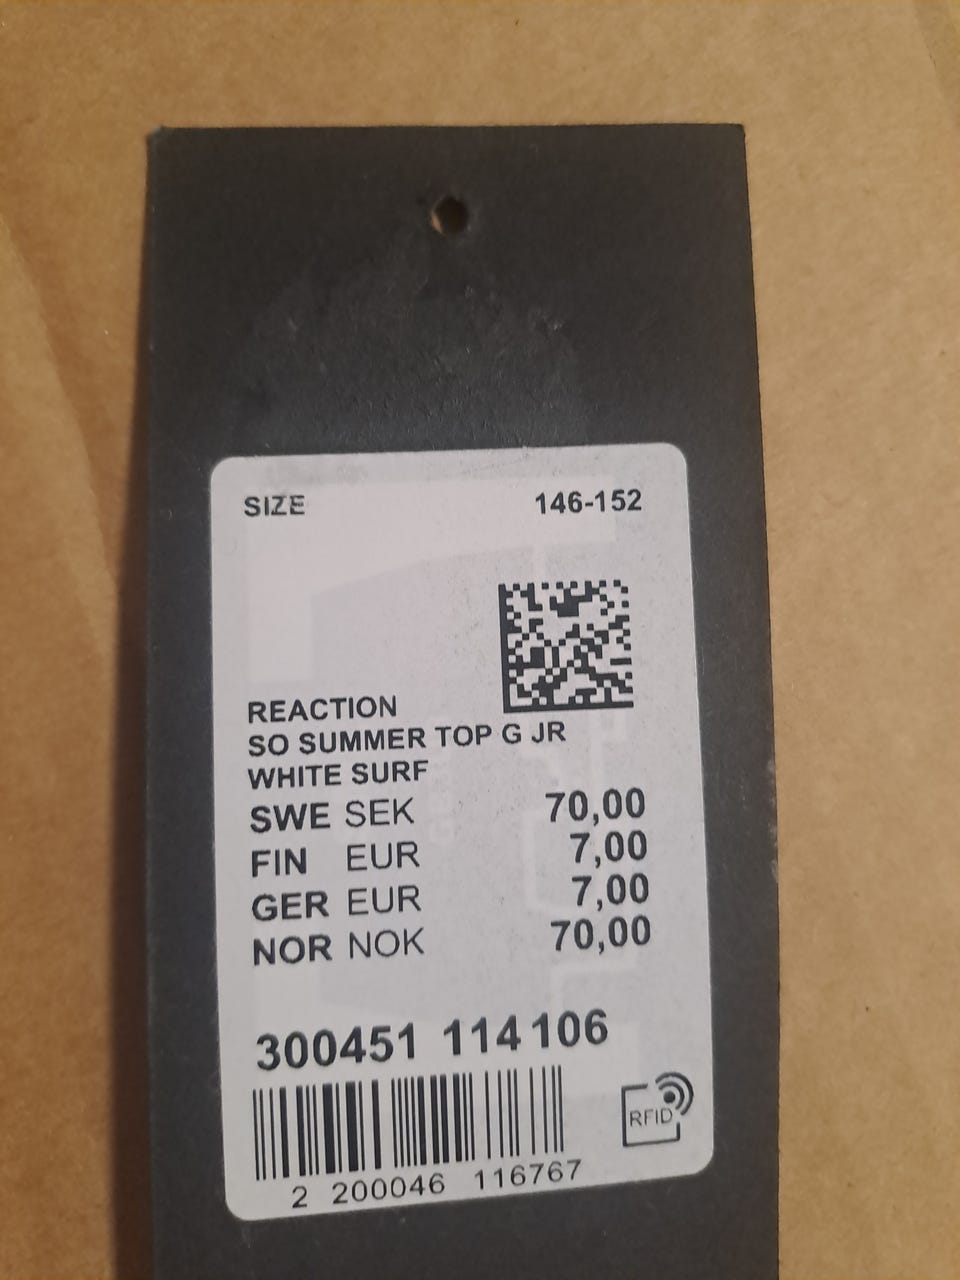 SIZE 146-152
REACTION
SO SUMMER TOP G JR
WHITE SURF
SWE SEK 70,00
FIN EUR 7,00
GER EUR 7,00
NOR NOK 70,00
300451 114106
RFID
2 200046 116767